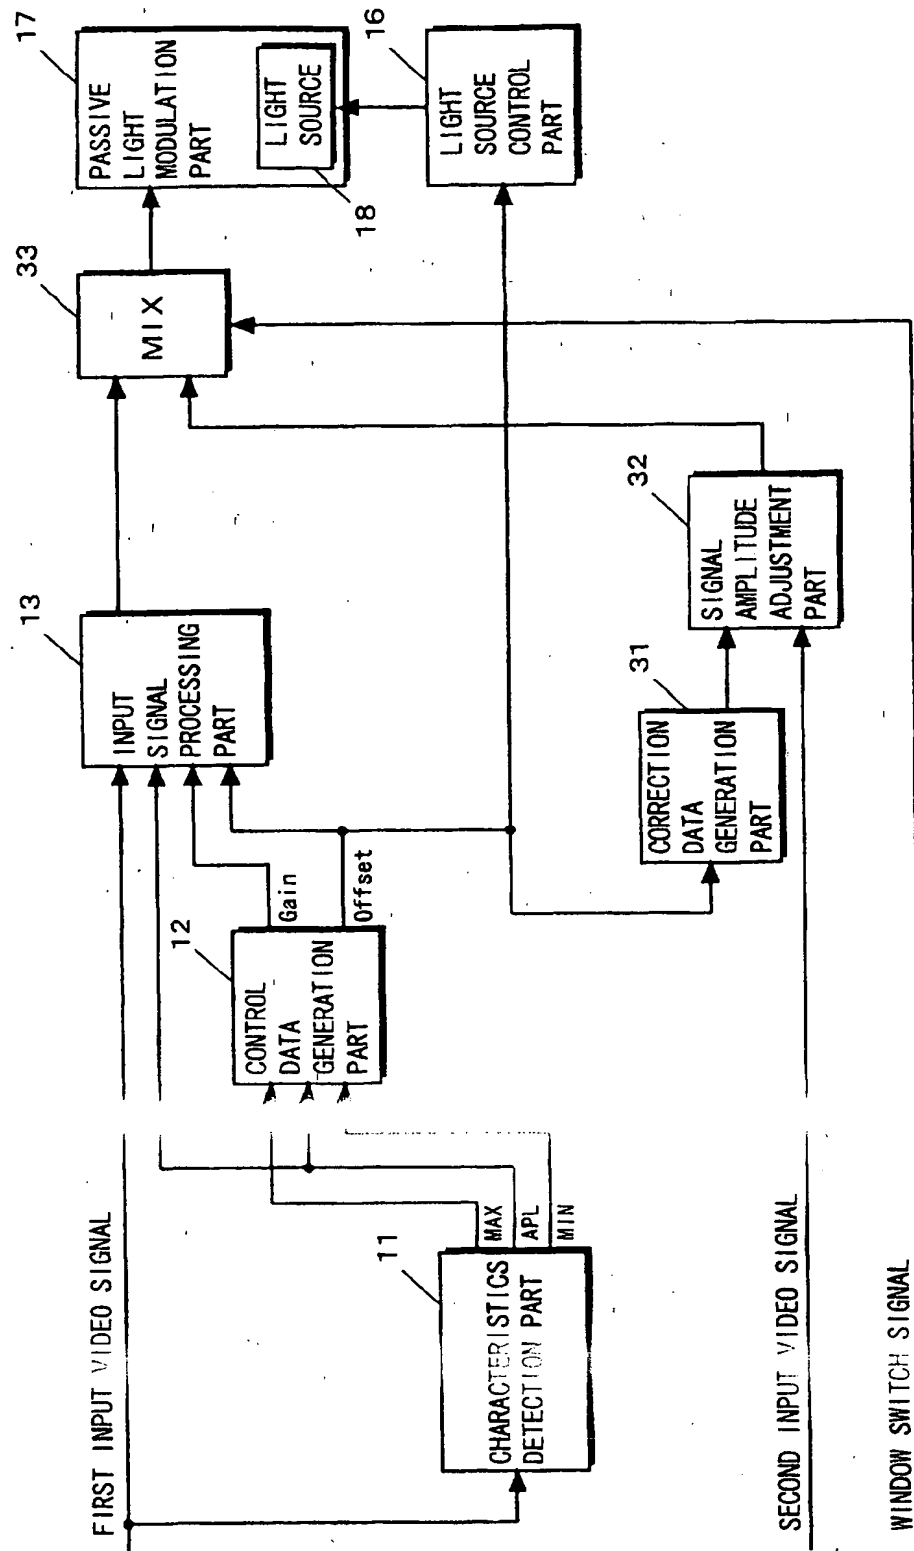 FIRST INPUT VIDEO SIGNAL
11
CHARACTERISTICS
DETECTION PART
MAX
APL
MIN
12
CONTROL
DATA
GENERATION
PART
Gain
Offset
13
INPUT
SIGNAL
PROCESSING
PART
33
MIX
17
PASSIVE
LIGHT
MODULATION
PART
LIGHT
SOURCE
18
16
LIGHT
SOURCE
CONTROL
PART
31
CORRECTION
DATA
GENERATION
PART
32
SIGNAL
AMPLITUDE
ADJUSTMENT
PART
SECOND INPUT VIDEO SIGNAL
WINDOW SWITCH SIGNAL